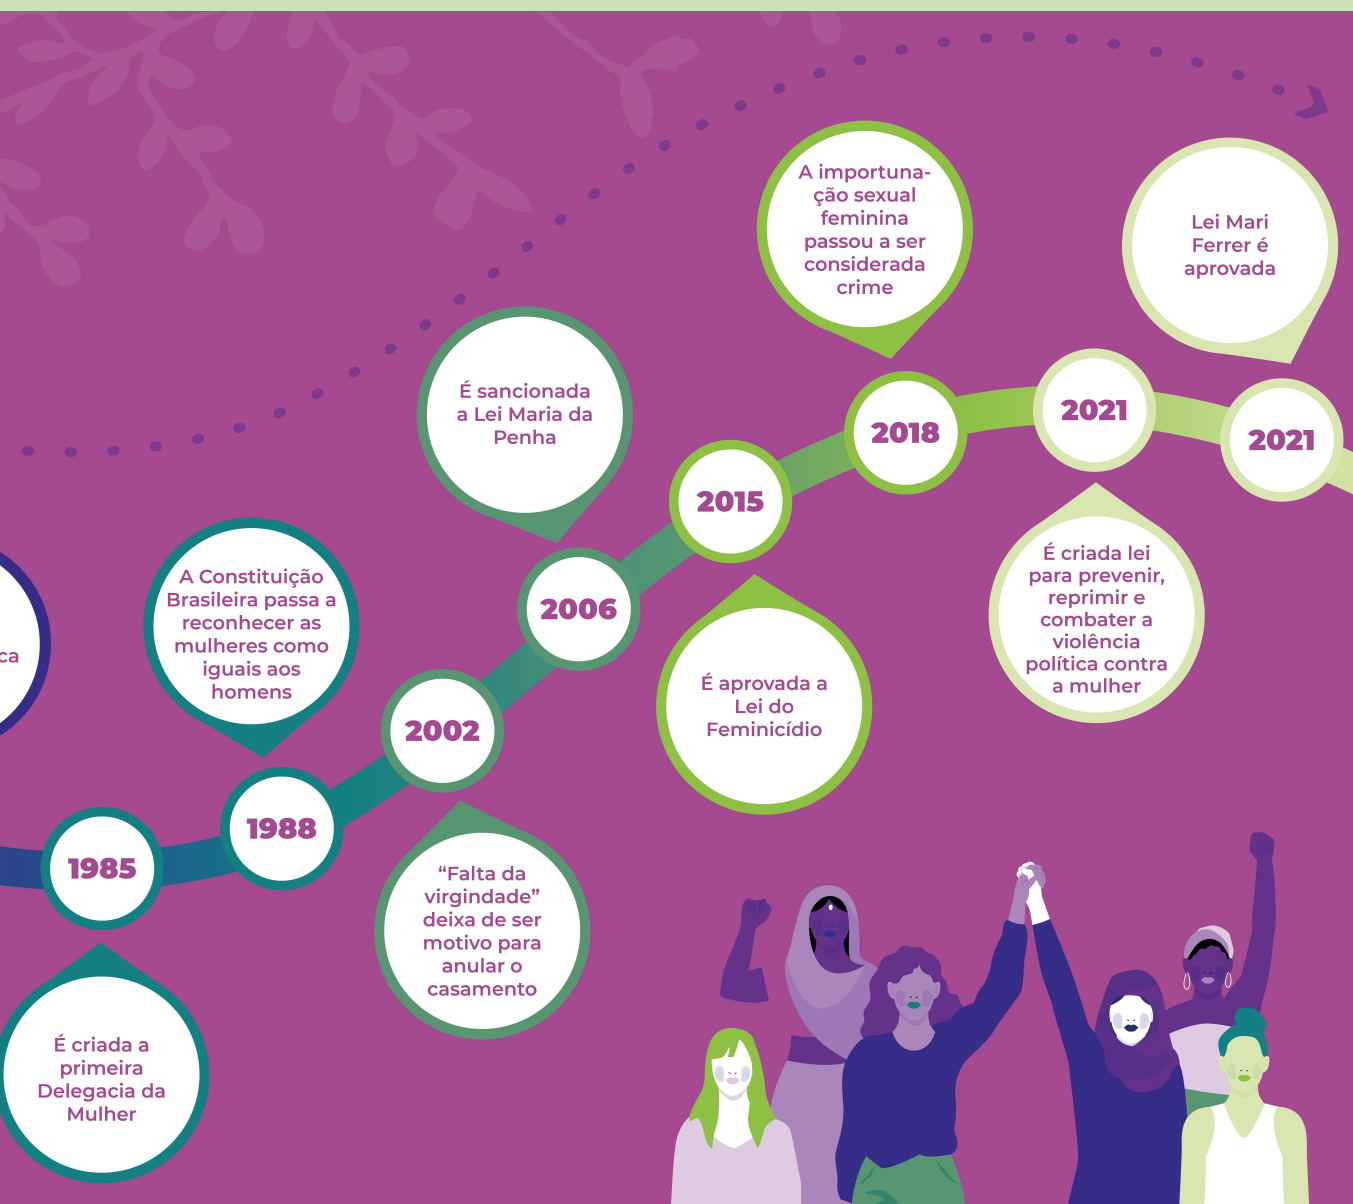 1985
É criada a
primeira
Delegacia da
Mulher
A Constituição
Brasileira passa a
reconhecer as
mulheres como
iguais aos
homens
1988
2002
“Falta da
virgindade”
deixa de ser
motivo para
anular o
casamento
É sancionada
a Lei Maria da
Penha
2006
2015
É aprovada a
Lei do
Feminicídio
A importuna-
ção sexual
feminina
passou a ser
considerada
crime
2018
2021
É criada lei
para prevenir,
reprimir e
combater a
violência
política contra
a mulher
Lei Mari
Ferrer é
aprovada
2021